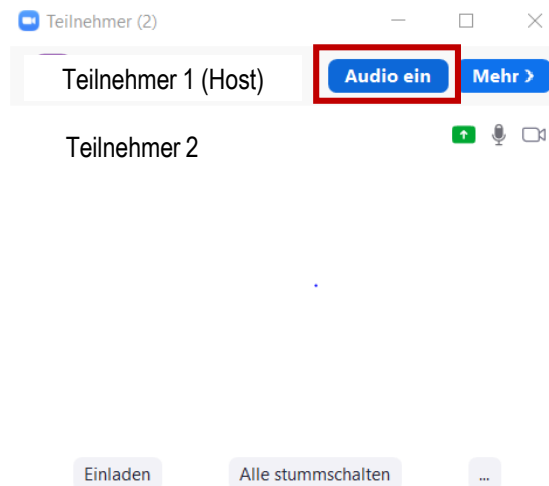 Teilnehmer (2)
Teilnehmer 1 (Host) Audio ein Mehr >
Teilnehmer 2
Einladen Alle stummschalten ...